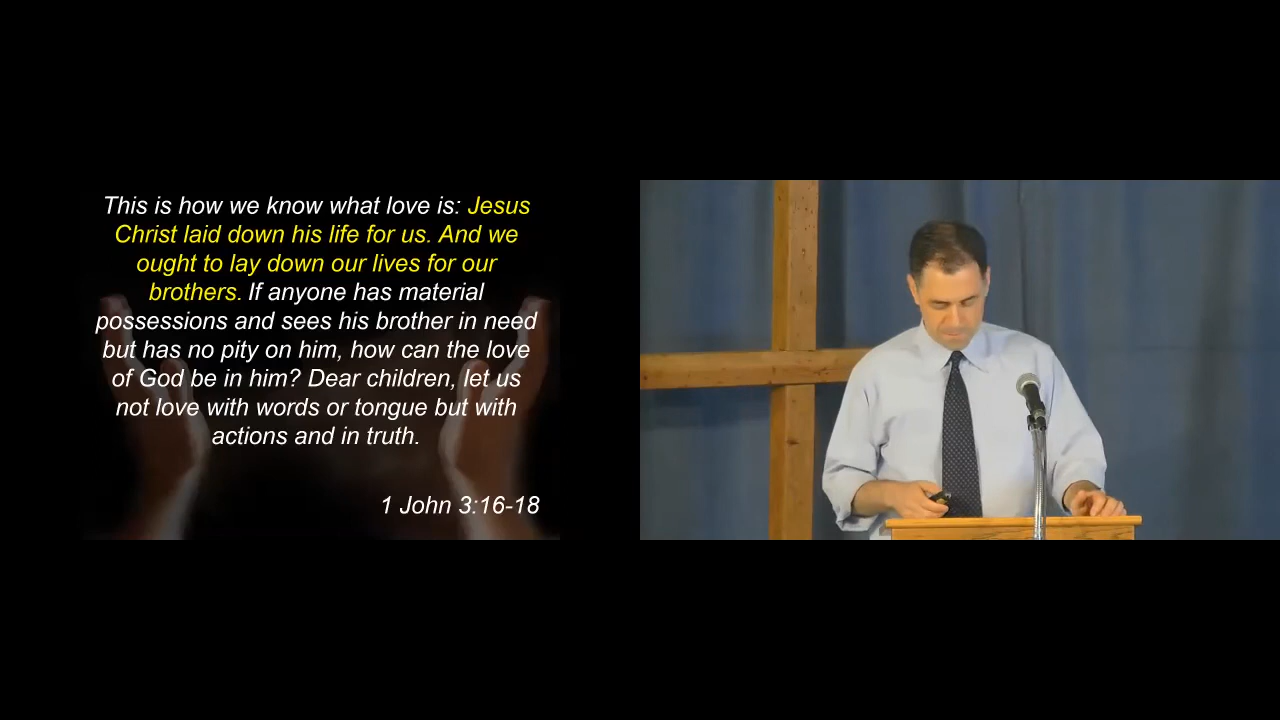 This is how we know what love is: Jesus
Christ laid down his life for us. And we
ought to lay down our lives for our
brothers. If anyone has material
possessions and sees his brother in need
but has no pity on him, how can the love
of God be in him? Dear children, let us
not love with words or tongue but with
actions and in truth.
1 John 3:16-18